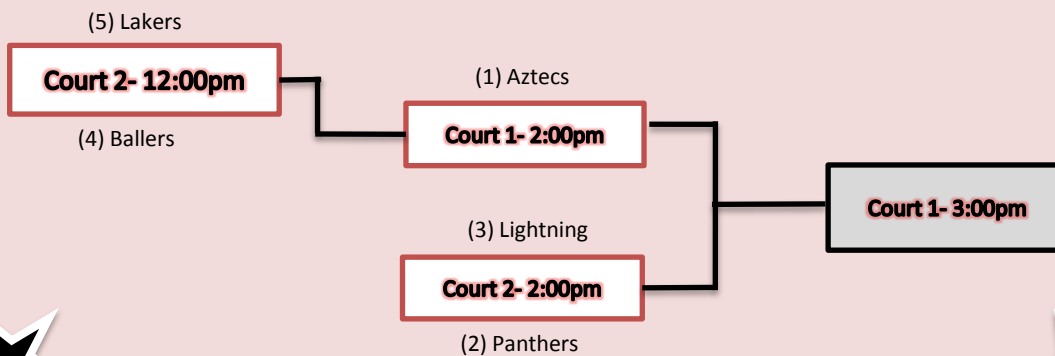 (5) Lakers
Court 2- 12:00pm
(4) Ballers
(1) Aztecs
Court 1- 2:00pm
(3) Lightning
Court 2- 2:00pm
(2) Panthers
Court 1- 3:00pm